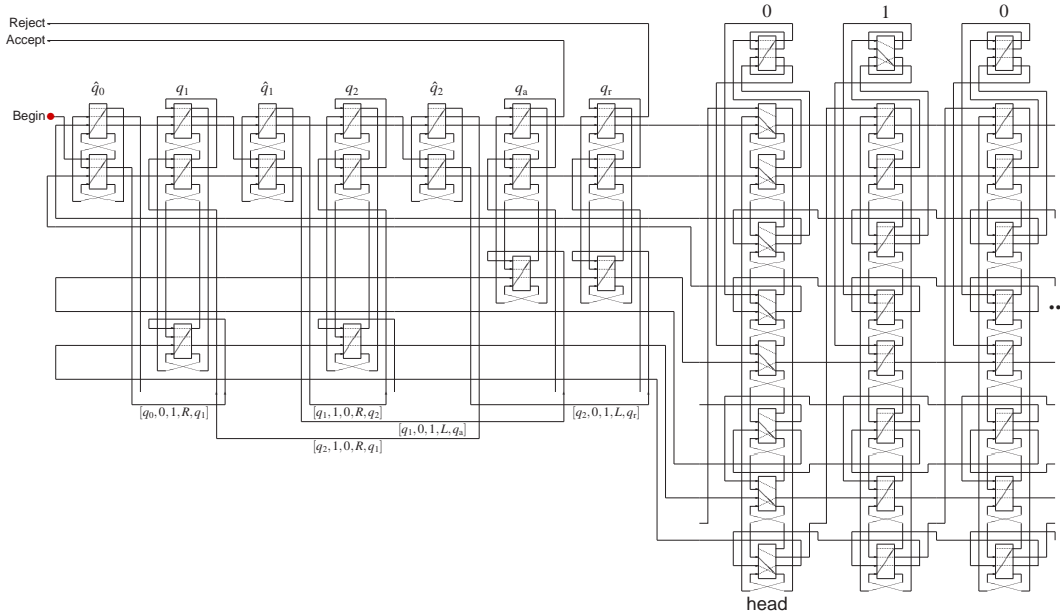 0 1 0
Reject
Accept
q̂₀ q₁ q̂₁ q₂ q̂₂ qₐ qᵣ
Begin
[q₀,0,1,R,q₁] [q₁,1,0,R,q₂] [q₂,0,1,L,qᵣ]
[q₁,0,1,L,qₐ]
[q₂,1,0,R,q₁]
head